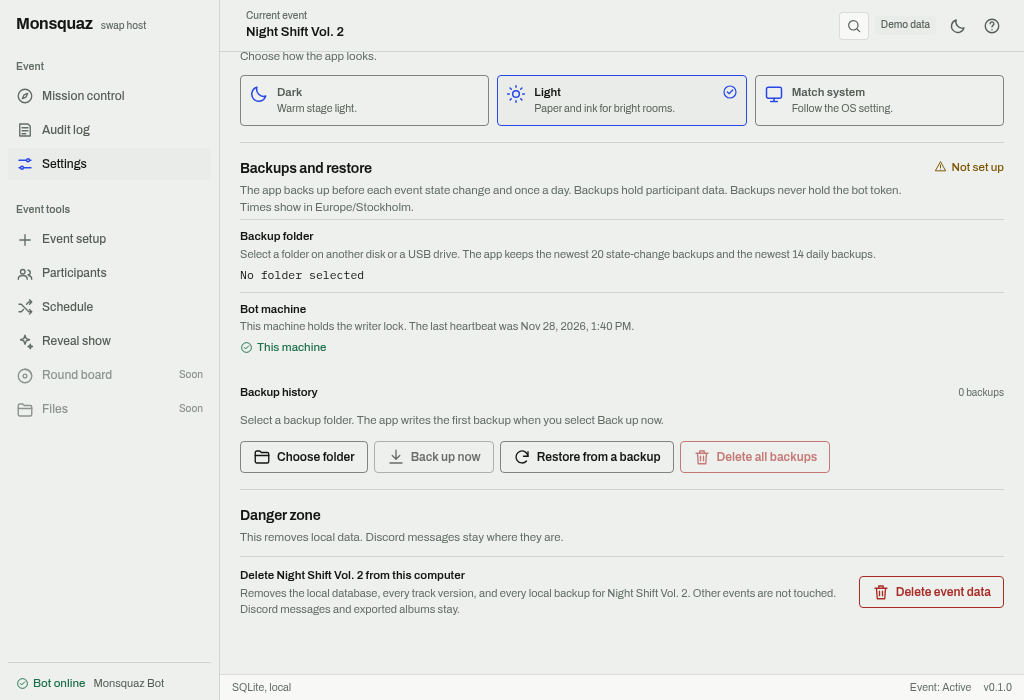 Monsquaz swap host
Event
Mission control
Audit log
Settings
Event tools
Event setup
Participants
Schedule
Reveal show
Round board Soon
Files Soon
Bot online Monsquaz Bot
Current event
Night Shift Vol. 2
Demo data
Choose how the app looks.
Dark
Warm stage light.
Light
Paper and ink for bright rooms.
Match system
Follow the OS setting.
Backups and restore
Not set up
The app backs up before each event state change and once a day. Backups hold participant data. Backups never hold the bot token.
Times show in Europe/Stockholm.
Backup folder
Select a folder on another disk or a USB drive. The app keeps the newest 20 state-change backups and the newest 14 daily backups.
No folder selected
Bot machine
This machine holds the writer lock. The last heartbeat was Nov 28, 2026, 1:40 PM.
This machine
Backup history 0 backups
Select a backup folder. The app writes the first backup when you select Back up now.
Choose folder Back up now Restore from a backup Delete all backups
Danger zone
This removes local data. Discord messages stay where they are.
Delete Night Shift Vol. 2 from this computer
Removes the local database, every track version, and every local backup for Night Shift Vol. 2. Other events are not touched.
Discord messages and exported albums stay.
Delete event data
SQLite, local
Event: Active v0.1.0